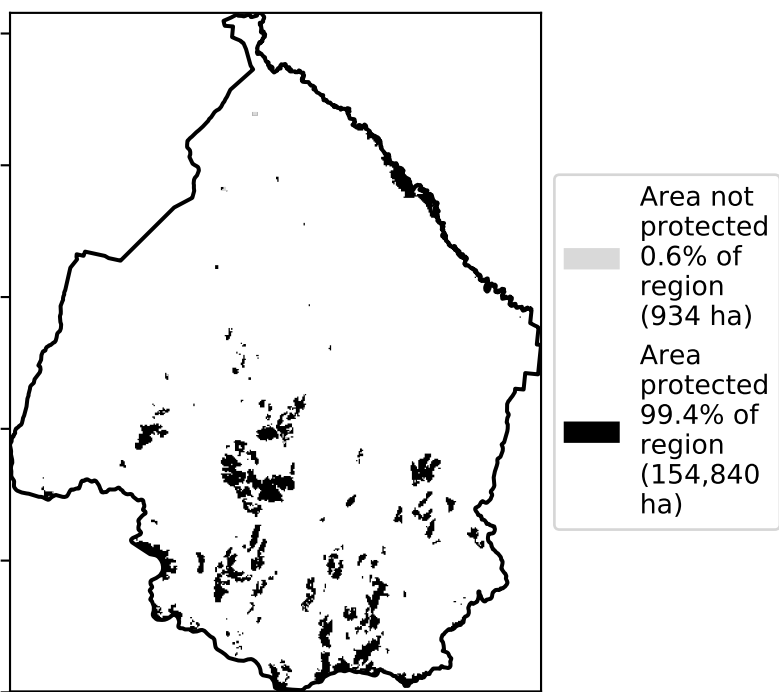 Area not
protected
0.6% of
region
(934 ha)
Area
protected
99.4% of
region
(154,840
ha)